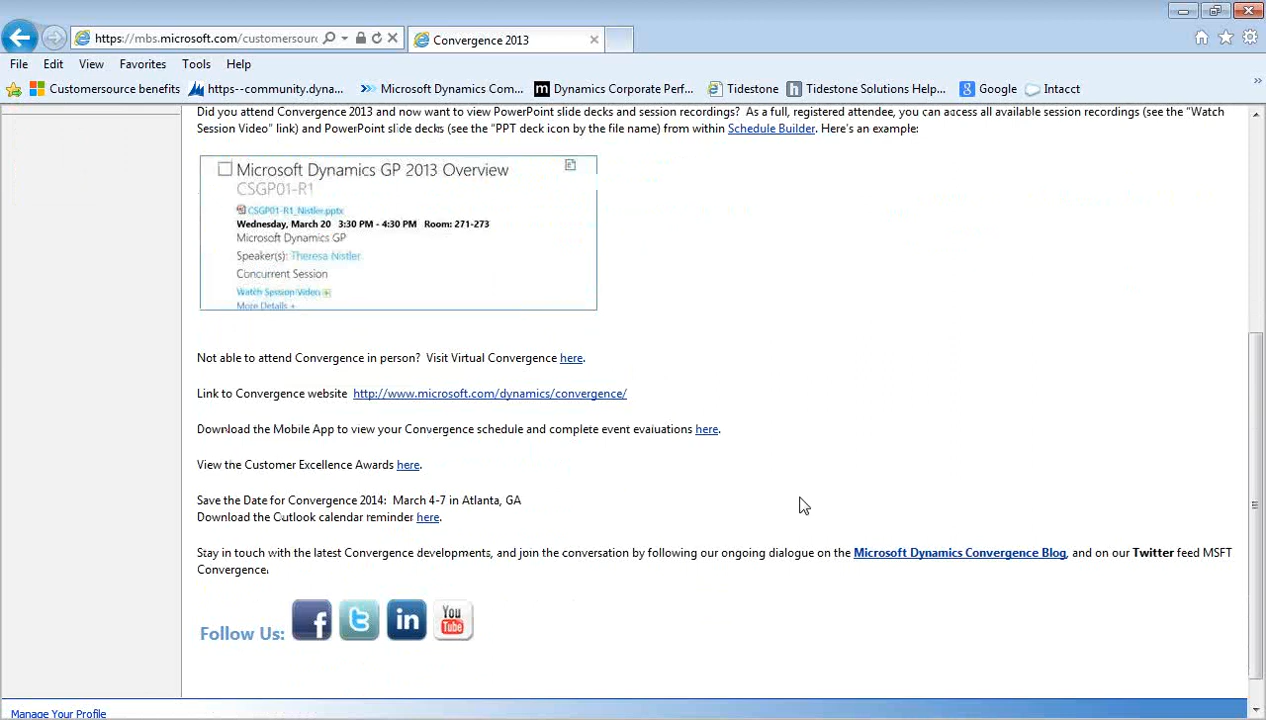 https://mbs.microsoft.com/customersourc
Convergence 2013
File Edit View Favorites Tools Help
Customersource benefits https--community.dyna... Microsoft Dynamics Com... Dynamics Corporate Perf... Tidestone Tidestone Solutions Help... Google Intacct
Did you attend Convergence 2013 and now want to view PowerPoint slide decks and session recordings? As a full, registered attendee, you can access all available session recordings (see the "Watch
Session Video" link) and PowerPoint slide decks (see the "PPT deck icon by the file name) from within Schedule Builder. Here's an example:
Microsoft Dynamics GP 2013 Overview
CSGP01-R1
CSGP01-R1_Nistler.pptx
Wednesday, March 20 3:30 PM - 4:30 PM Room: 271-273
Microsoft Dynamics GP
Speaker(s): Theresa Nistler
Concurrent Session
Watch Session Video
More Details +
Not able to attend Convergence in person? Visit Virtual Convergence here.
Link to Convergence website http://www.microsoft.com/dynamics/convergence/
Download the Mobile App to view your Convergence schedule and complete event evaluations here.
View the Customer Excellence Awards here.
Save the Date for Convergence 2014: March 4-7 in Atlanta, GA
Download the Outlook calendar reminder here.
Stay in touch with the latest Convergence developments, and join the conversation by following our ongoing dialogue on the Microsoft Dynamics Convergence Blog, and on our Twitter feed MSFT
Convergence.
Follow Us: f t in You Tube
Manage Your Profile